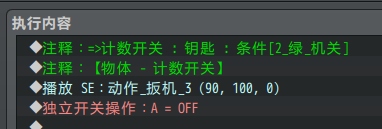 执行内容
◆注释：=>计数开关 : 钥匙 : 条件[2_绿_机关]
◆注释：【物体 - 计数开关】
◆播放 SE：动作_扳机_3 (90, 100, 0)
◆独立开关操作：A = OFF
◆